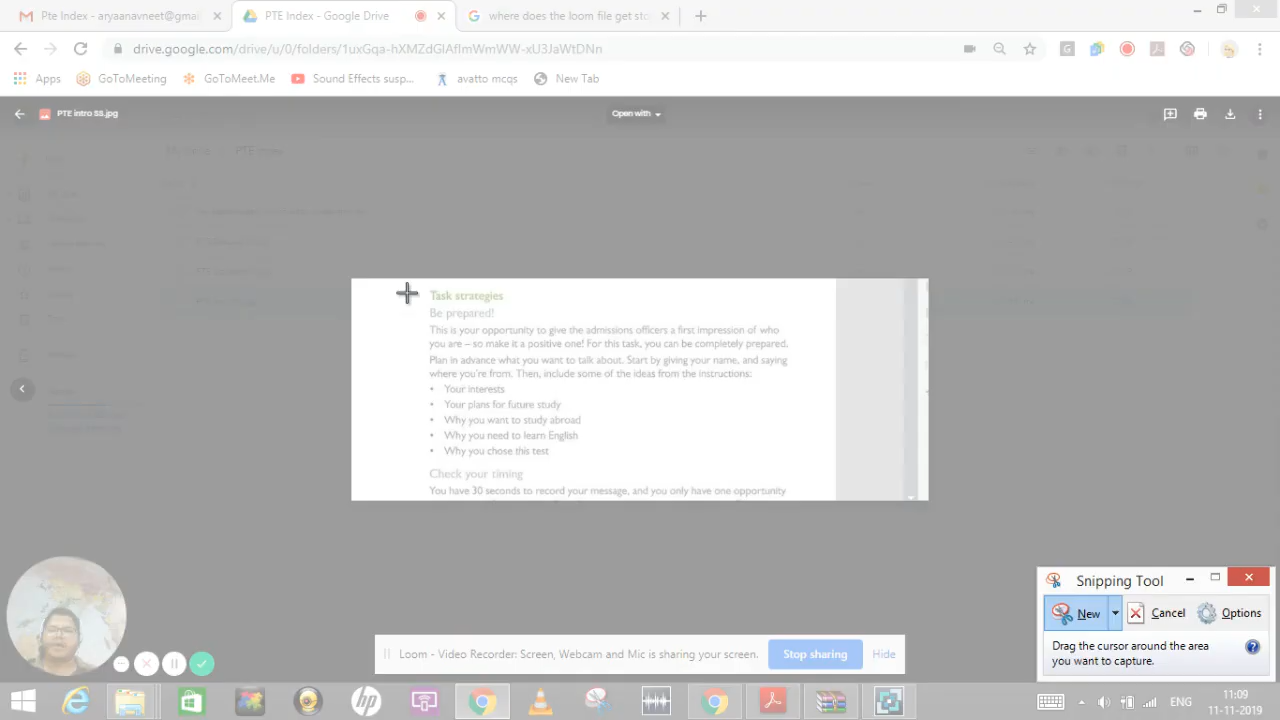 Pte Index - aryaanavneet@gmai
PTE Index - Google Drive
where does the loom file get sto
drive.google.com/drive/u/0/folders/
Apps
GoToMeeting
GoToMeet.Me
Sound Effects susp...
avatto mcqs
New Tab
PTE intro SS.jpg
Open with
PTE Index
Task strategies
Be prepared!
This is your opportunity to give the admissions officers a first impression of who
you are – so make it a positive one! For this task, you can be completely prepared.
Plan in advance what you want to talk about. Start by giving your name, and saying
where you're from. Then, include some of the ideas from the instructions:
• Your interests
• Your plans for future study
• Why you want to study abroad
• Why you need to learn English
• Why you chose this test
Check your timing
You have 30 seconds to record your message, and you only have one opportunity
Snipping Tool
New
Cancel
Options
Drag the cursor around the area
you want to capture.
Loom - Video Recorder: Screen, Webcam and Mic is sharing your screen.
Stop sharing
Hide
ENG
11:09
11-11-2019